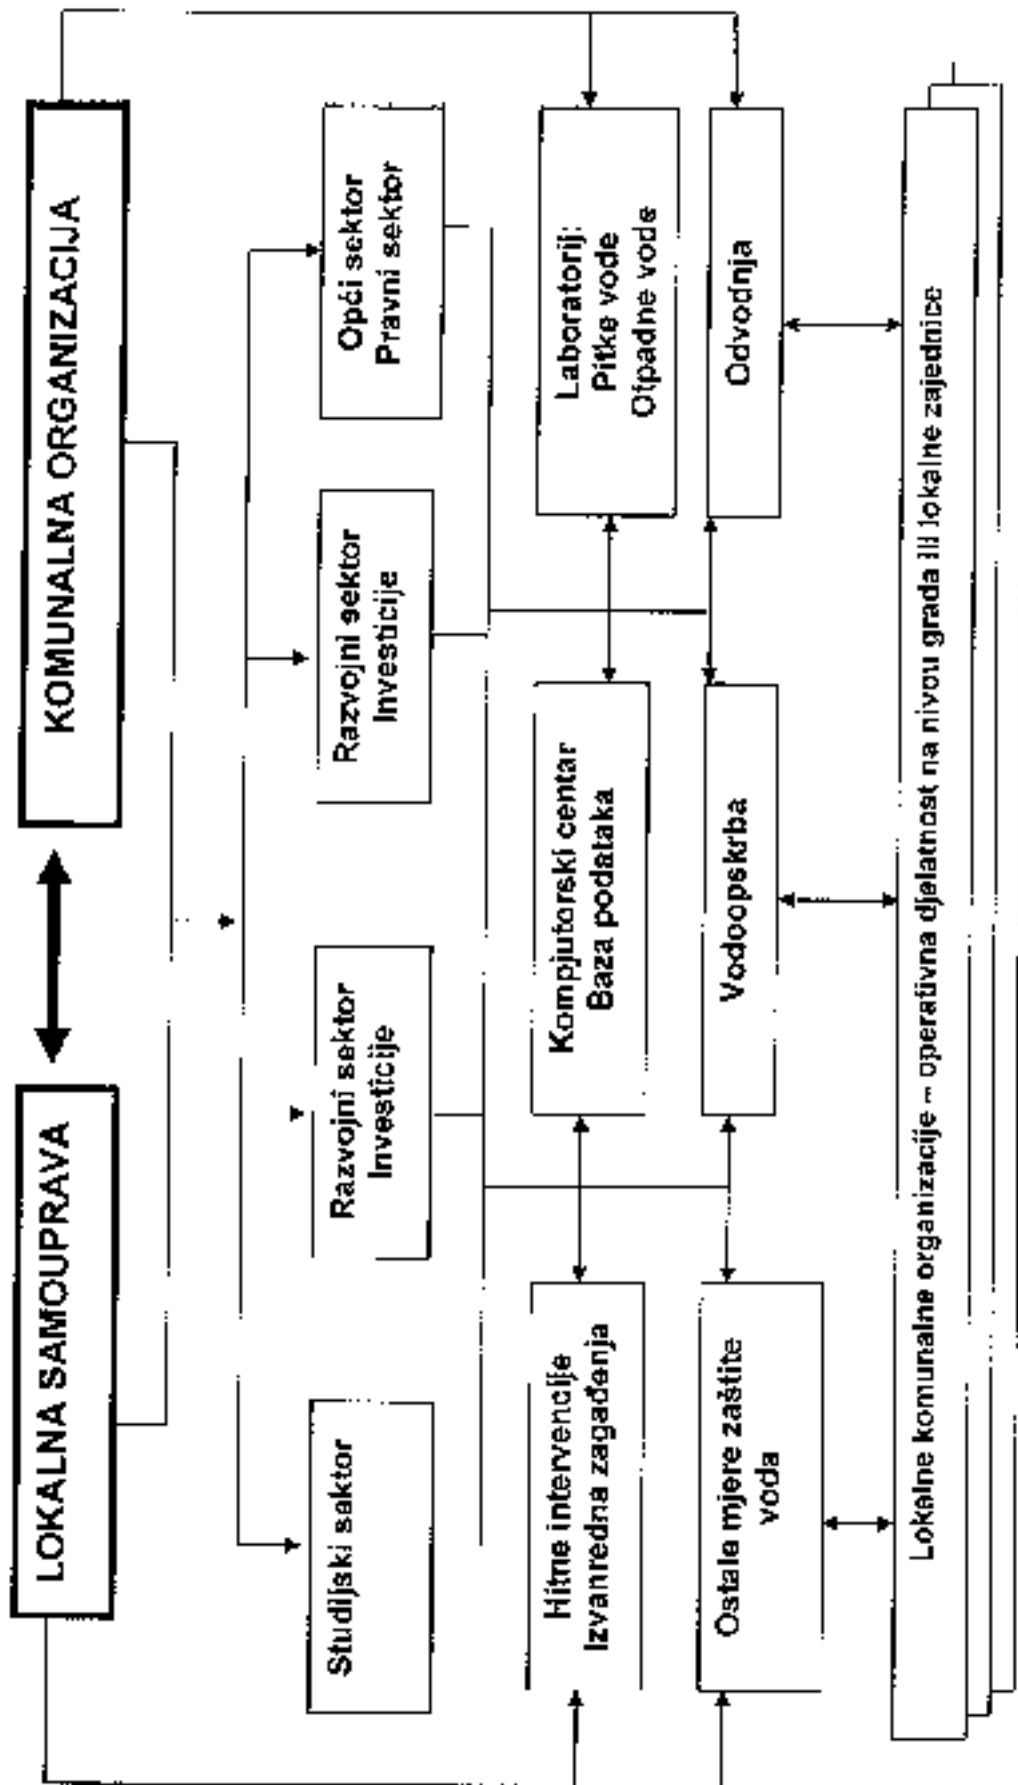 LOKALNA SAMOUPRAVA
KOMUNALNA ORGANIZACIJA
Studijski saktor
Razvojni sektor
Investicije
Razvojni sektor
Investicije
Opći sektor
Pravni sektor
Hitne intervencije
Izvanredna zagađenja
Kompjutorski centar
Baza podataka
Laboratorij:
Pitke vode
Otpadne vode
Ostale mjere zaštite
voda
Vodoopskrba
Odvodnja
Lokalne komunalne organizacije – operativna djelatnost na nivou grada ili lokalne zajednice